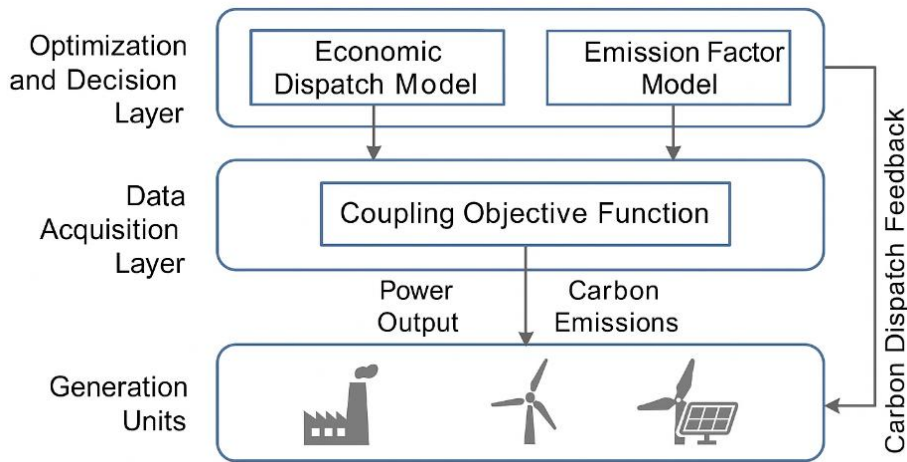 Optimization
and Decision
Layer
Economic
Dispatch Model
Emission Factor
Model
Data
Acquisition
Layer
Coupling Objective Function
Power
Output
Carbon
Emissions
Generation
Units
Carbon Dispatch Feedback